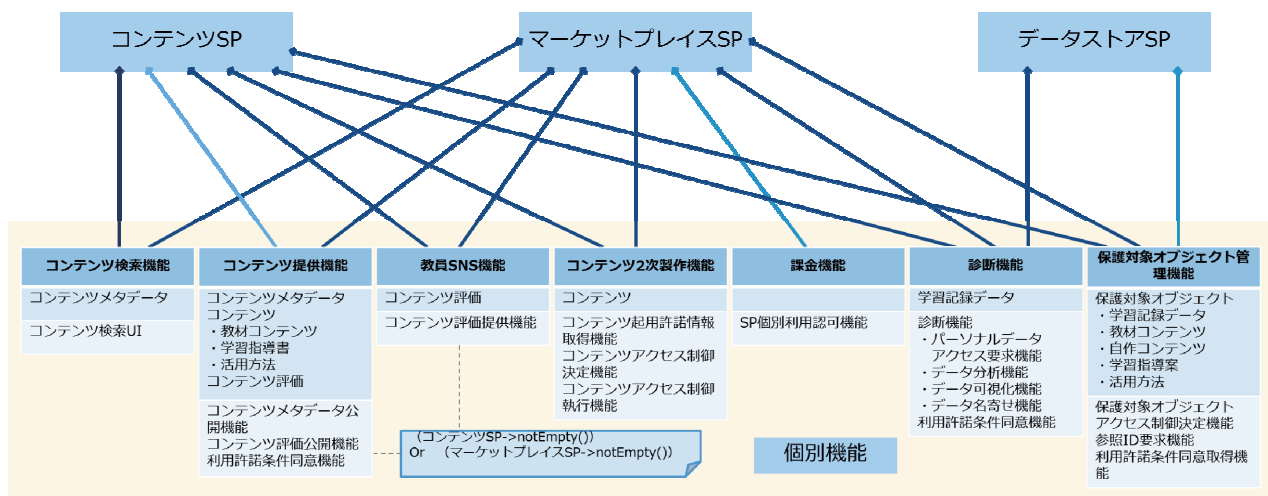 コンテンツSP
マーケットプレイスSP
データストアSP
コンテンツ検索機能
コンテンツメタデータ
コンテンツ検索UI
コンテンツ提供機能
コンテンツメタデータ
コンテンツ
・教材コンテンツ
・学習指導書
・活用方法
コンテンツ評価
コンテンツメタデータ公
開機能
コンテンツ評価公開機能
利用許諾条件同意機能
教員SNS機能
コンテンツ評価
コンテンツ評価提供機能
コンテンツ2次製作機能
コンテンツ
コンテンツ起用許諾情報
取得機能
コンテンツアクセス制御
決定機能
コンテンツアクセス制御
執行機能
課金機能
SP個別利用認可機能
診断機能
学習記録データ
診断機能
・パーソナルデータ
アクセス要求機能
・データ分析機能
・データ可視化機能
・データ名寄せ機能
利用許諾条件同意機能
保護対象オブジェクト管
理機能
保護対象オブジェクト
・学習記録データ
・教材コンテンツ
・自作コンテンツ
・学習指導案
・活用方法
保護対象オブジェクト
アクセス制御決定機能
参照ID要求機能
利用許諾条件同意取得機
能
（コンテンツSP->notEmpty()）
Or （マーケットプレイスSP->notEmpty()）
個別機能